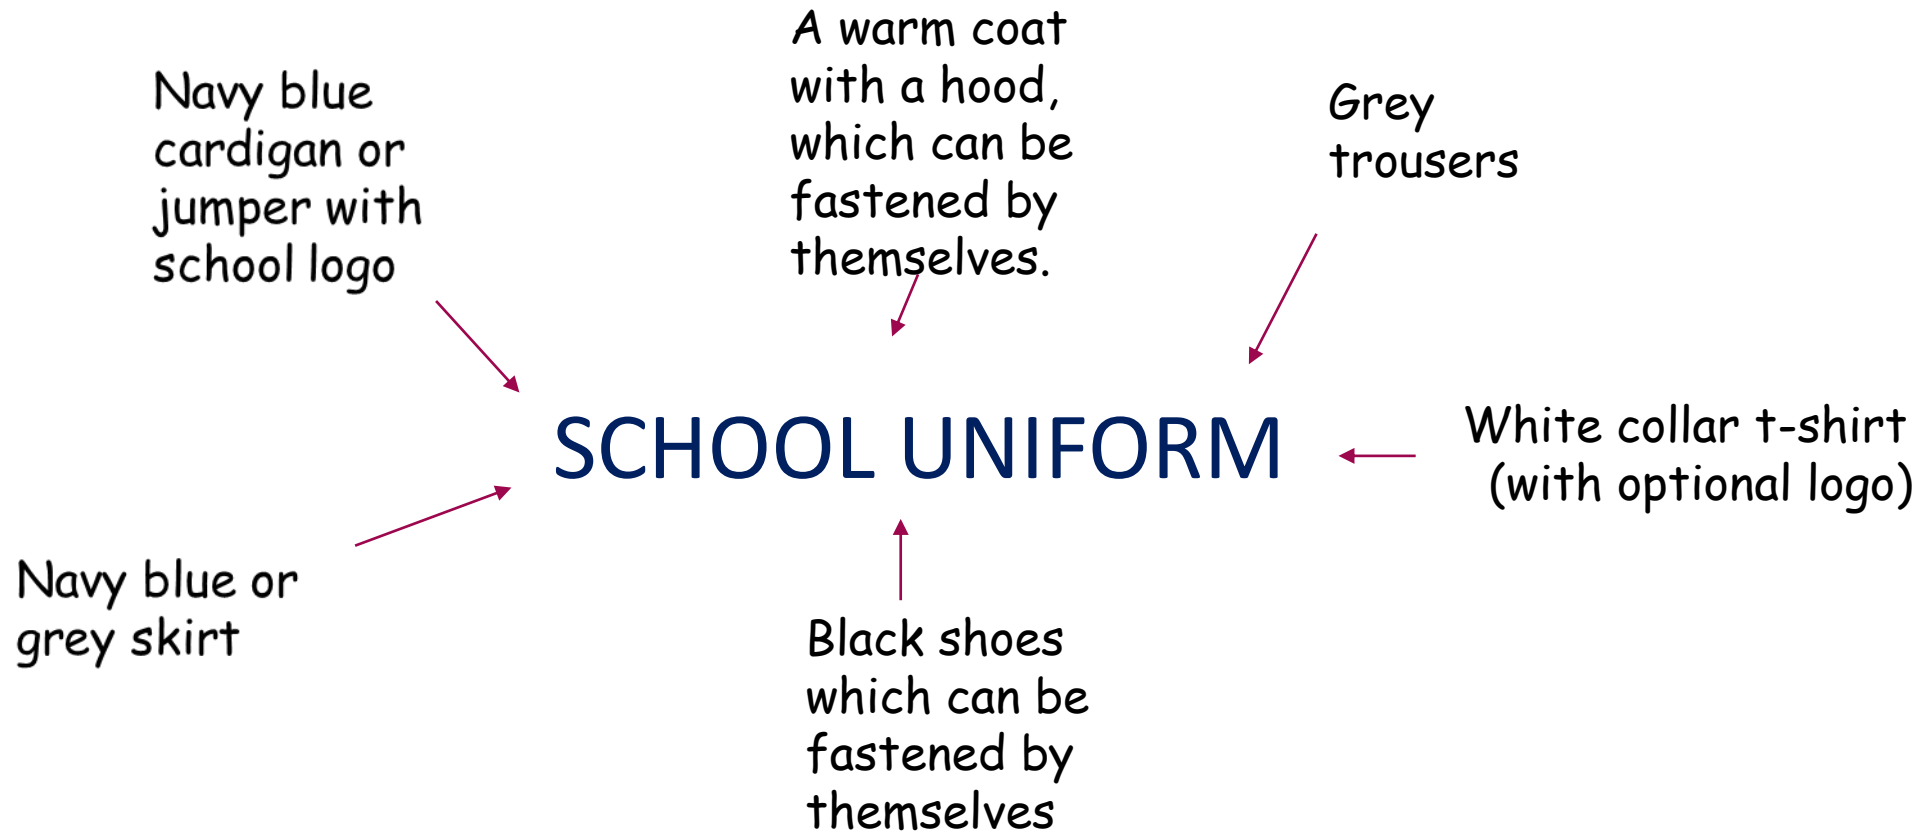 A warm coat
with a hood,
which can be
fastened by
themselves.
Navy blue
cardigan or
jumper with
school logo
Grey
trousers
SCHOOL UNIFORM
White collar t-shirt
(with optional logo)
Navy blue or
grey skirt
Black shoes
which can be
fastened by
themselves